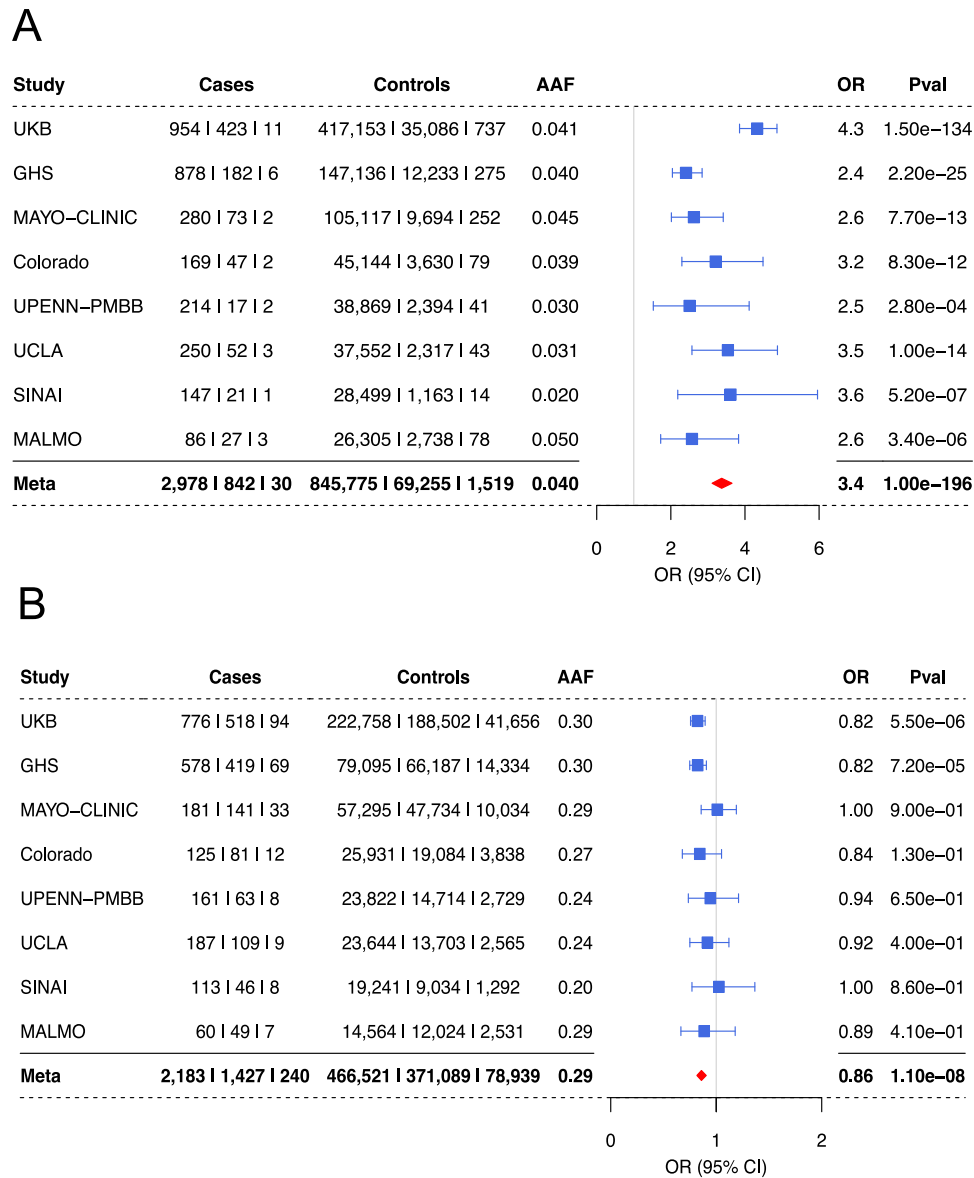 A
Study Cases Controls AAF OR Pval
UKB 954 | 423 | 11 417,153 | 35,086 | 737 0.041 4.3 1.50e−134
GHS 878 | 182 | 6 147,136 | 12,233 | 275 0.040 2.4 2.20e−25
MAYO−CLINIC 280 | 73 | 2 105,117 | 9,694 | 252 0.045 2.6 7.70e−13
Colorado 169 | 47 | 2 45,144 | 3,630 | 79 0.039 3.2 8.30e−12
UPENN−PMBB 214 | 17 | 2 38,869 | 2,394 | 41 0.030 2.5 2.80e−04
UCLA 250 | 52 | 3 37,552 | 2,317 | 43 0.031 3.5 1.00e−14
SINAI 147 | 21 | 1 28,499 | 1,163 | 14 0.020 3.6 5.20e−07
MALMO 86 | 27 | 3 26,305 | 2,738 | 78 0.050 2.6 3.40e−06
Meta 2,978 | 842 | 30 845,775 | 69,255 | 1,519 0.040 3.4 1.00e−196
0 2 4 6
OR (95% CI)
B
Study Cases Controls AAF OR Pval
UKB 776 | 518 | 94 222,758 | 188,502 | 41,656 0.30 0.82 5.50e−06
GHS 578 | 419 | 69 79,095 | 66,187 | 14,334 0.30 0.82 7.20e−05
MAYO−CLINIC 181 | 141 | 33 57,295 | 47,734 | 10,034 0.29 1.00 9.00e−01
Colorado 125 | 81 | 12 25,931 | 19,084 | 3,838 0.27 0.84 1.30e−01
UPENN−PMBB 161 | 63 | 8 23,822 | 14,714 | 2,729 0.24 0.94 6.50e−01
UCLA 187 | 109 | 9 23,644 | 13,703 | 2,565 0.24 0.92 4.00e−01
SINAI 113 | 46 | 8 19,241 | 9,034 | 1,292 0.20 1.00 8.60e−01
MALMO 60 | 49 | 7 14,564 | 12,024 | 2,531 0.29 0.89 4.10e−01
Meta 2,183 | 1,427 | 240 466,521 | 371,089 | 78,939 0.29 0.86 1.10e−08
0 1 2
OR (95% CI)